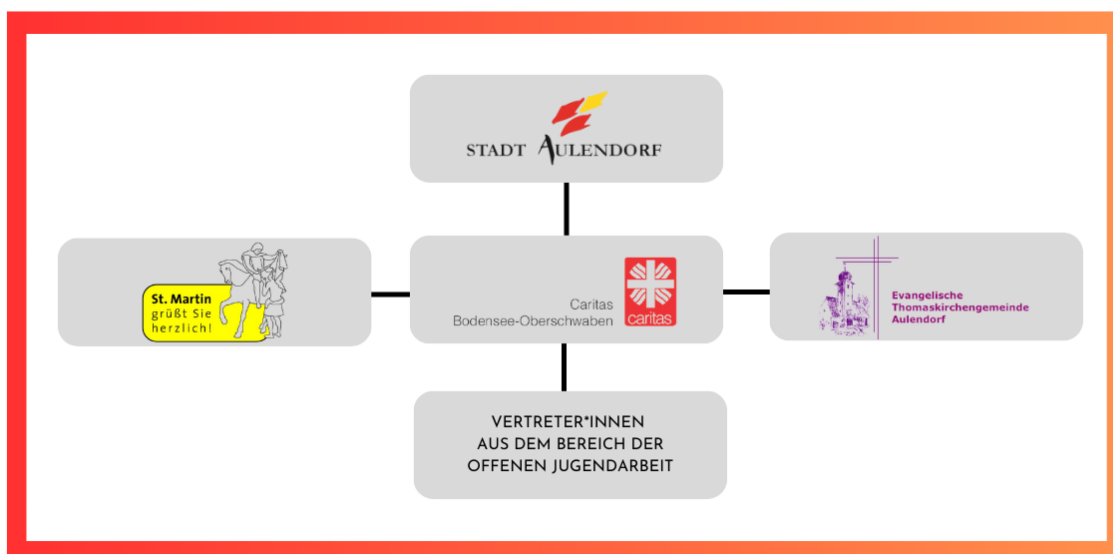 STADT AULENDORF
St. Martin
grüßt Sie
herzlich!
Caritas
Bodensee-Oberschwaben
caritas
Evangelische
Thomaskirchengemeinde
Aulendorf
VERTRETER*INNEN
AUS DEM BEREICH DER
OFFENEN JUGENDARBEIT